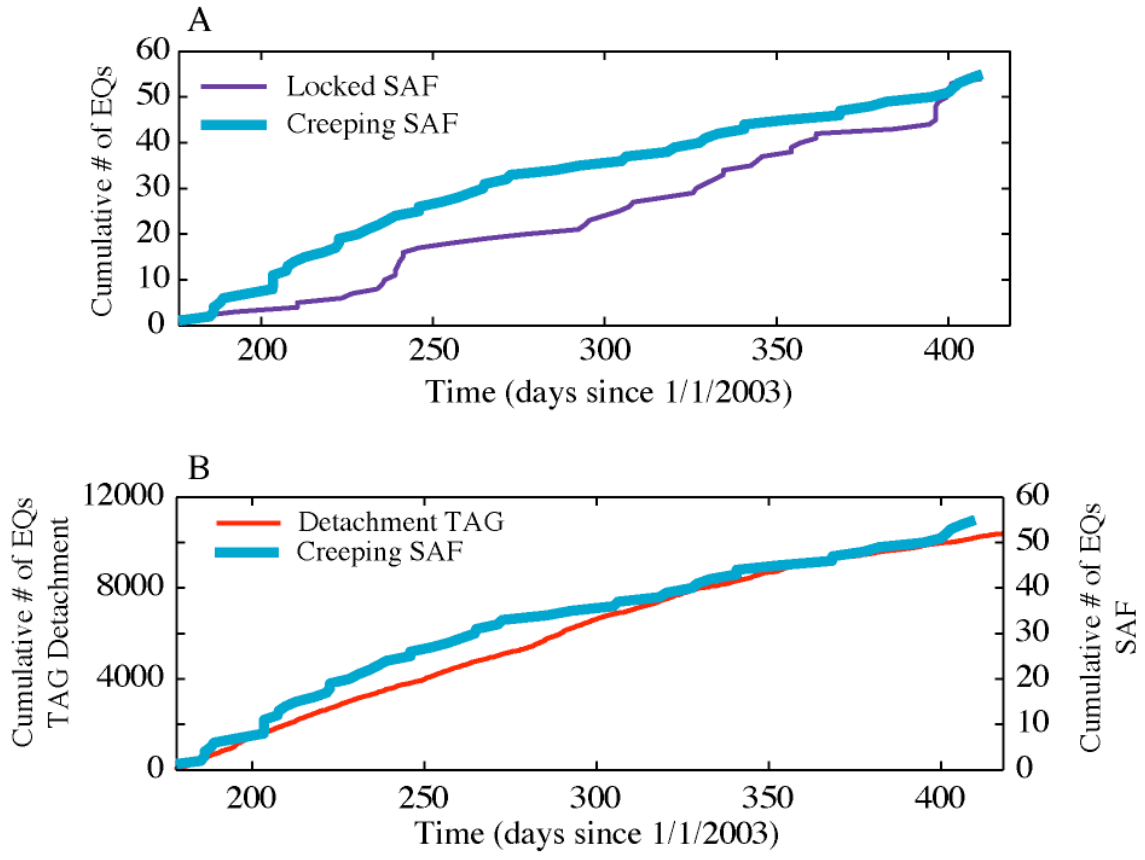 A
60
50
40
30
20
10
0
Cumulative # of EQs
Locked SAF
Creeping SAF
200 250 300 350 400
Time (days since 1/1/2003)
B
12000
8000
4000
0
Cumulative # of EQs
TAG Detachment
Detachment TAG
Creeping SAF
60
50
40
30
20
10
0
Cumulative # of EQs
SAF
200 250 300 350 400
Time (days since 1/1/2003)